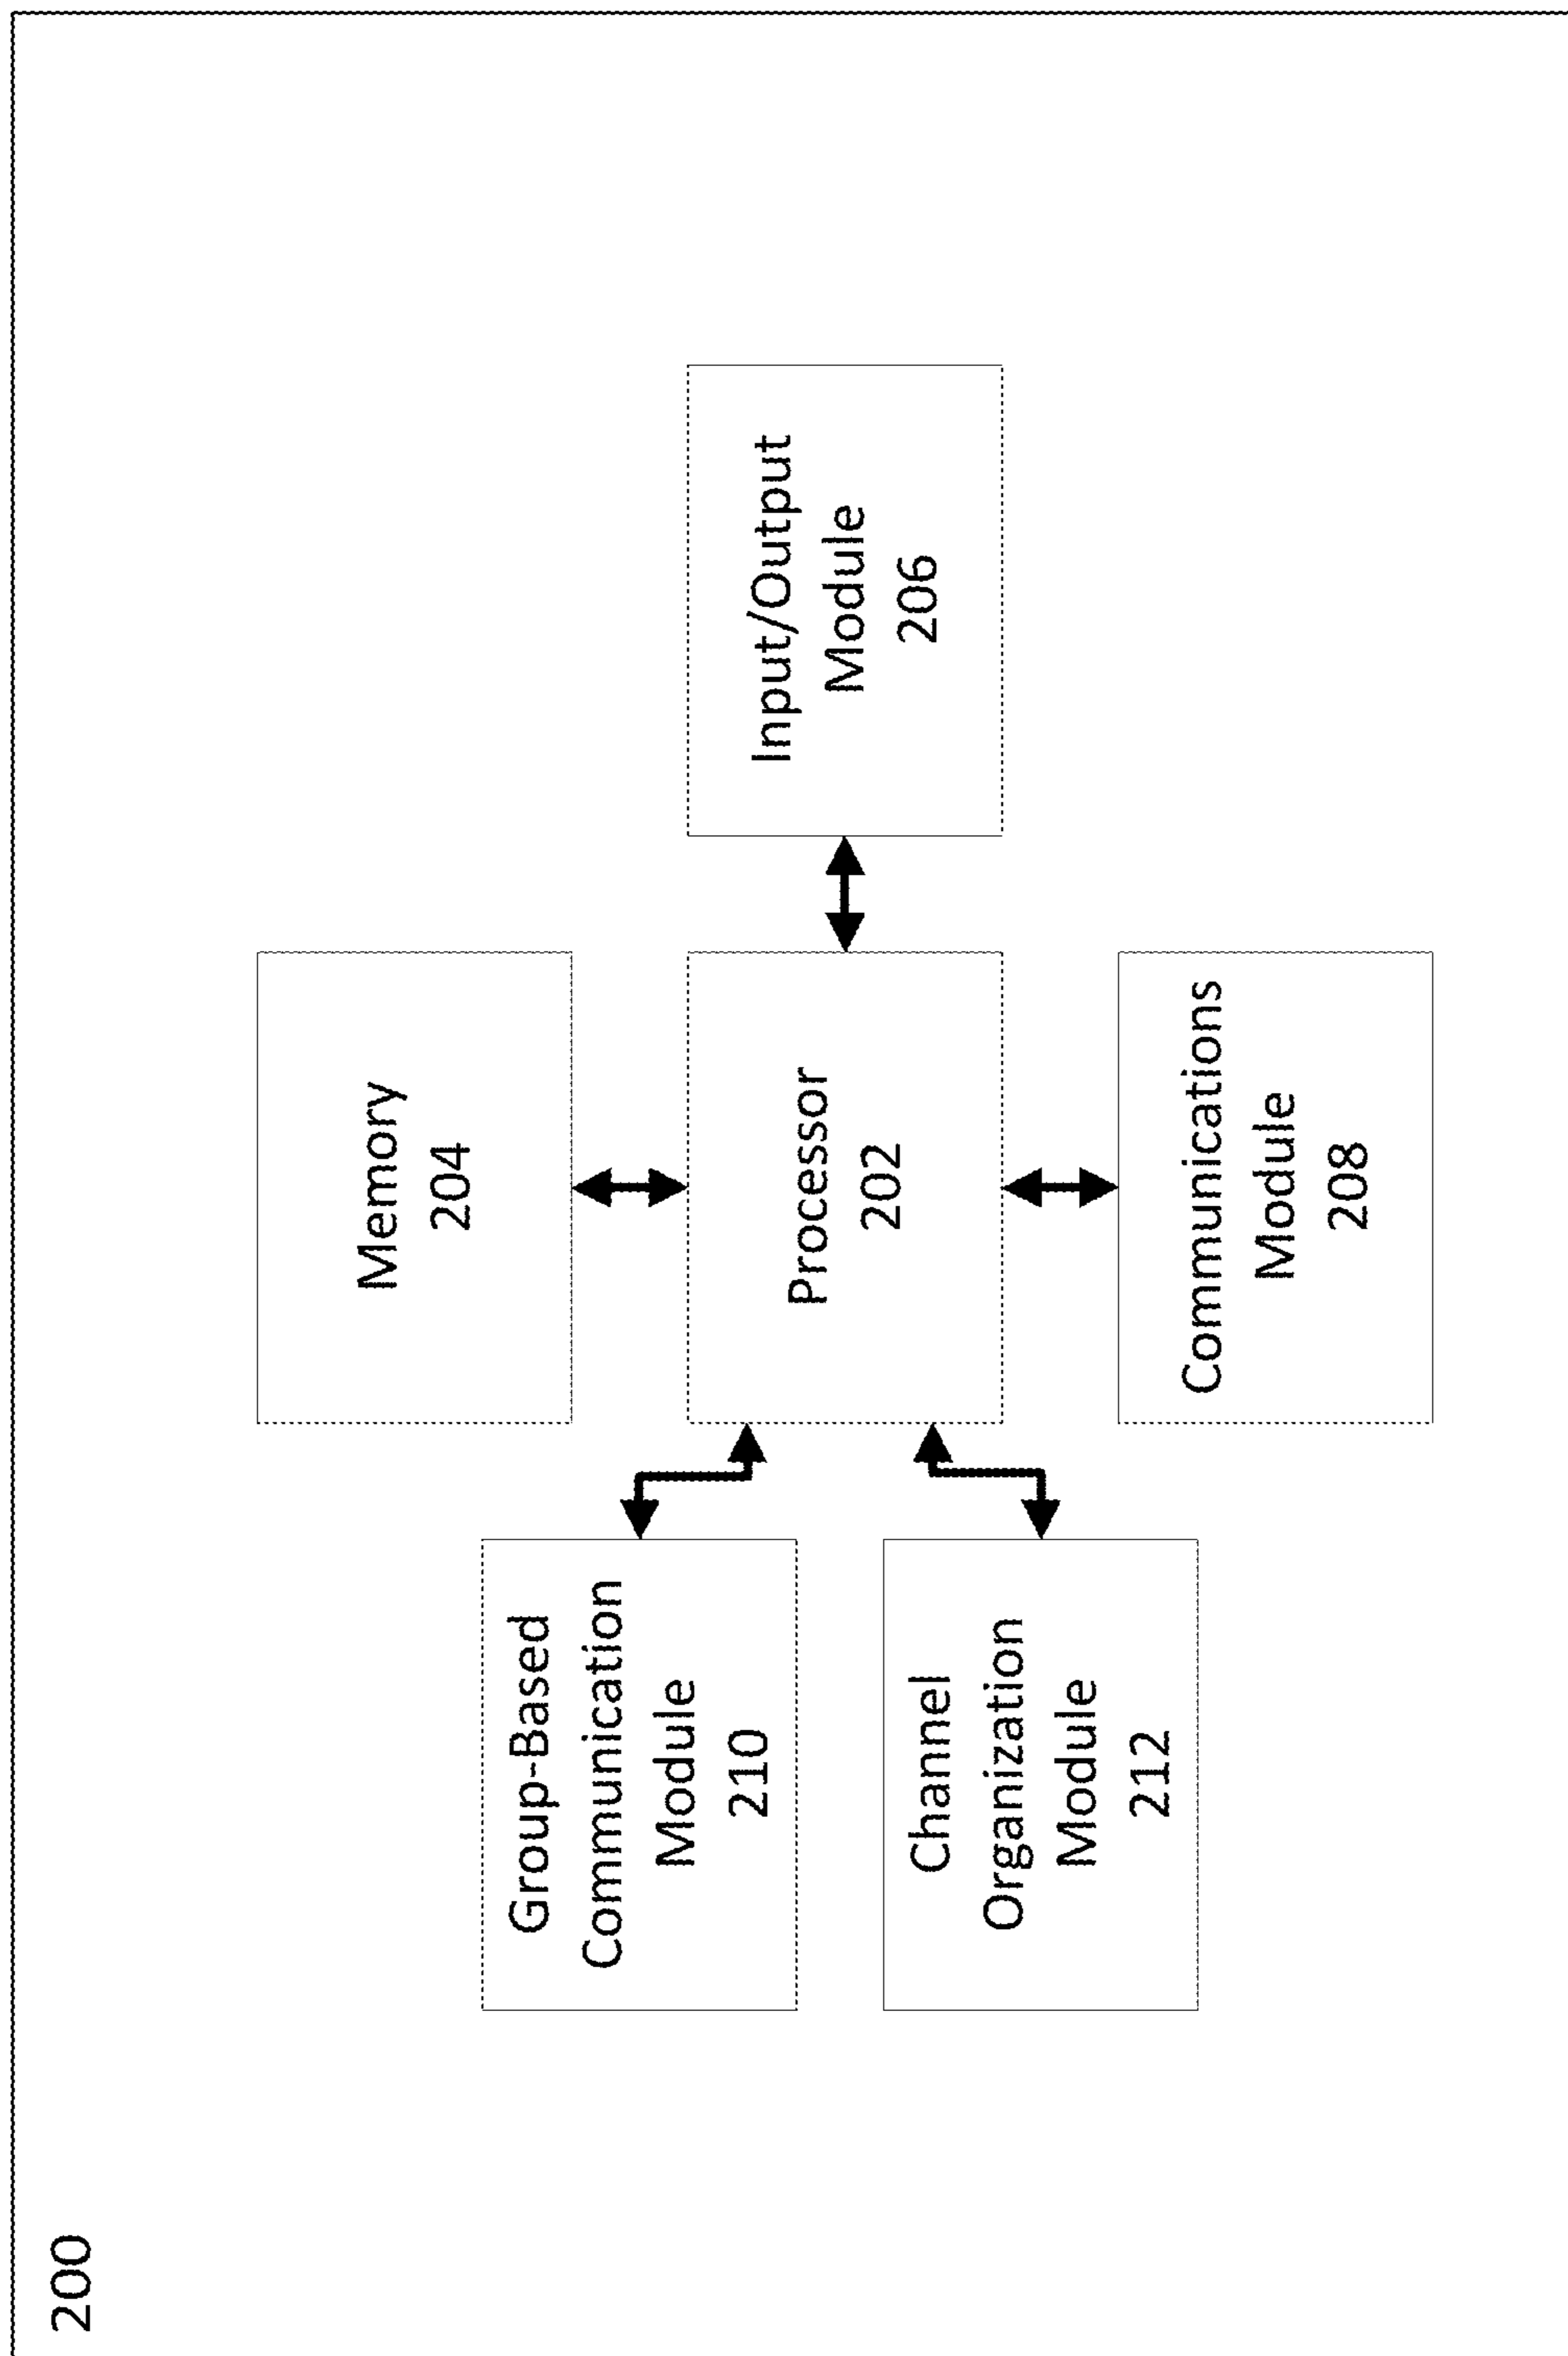 200
Memory
204
Group-Based
Communication
Module
210
Processor
202
Input/Output
Module
206
Channel
Organization
Module
212
Communications
Module
208